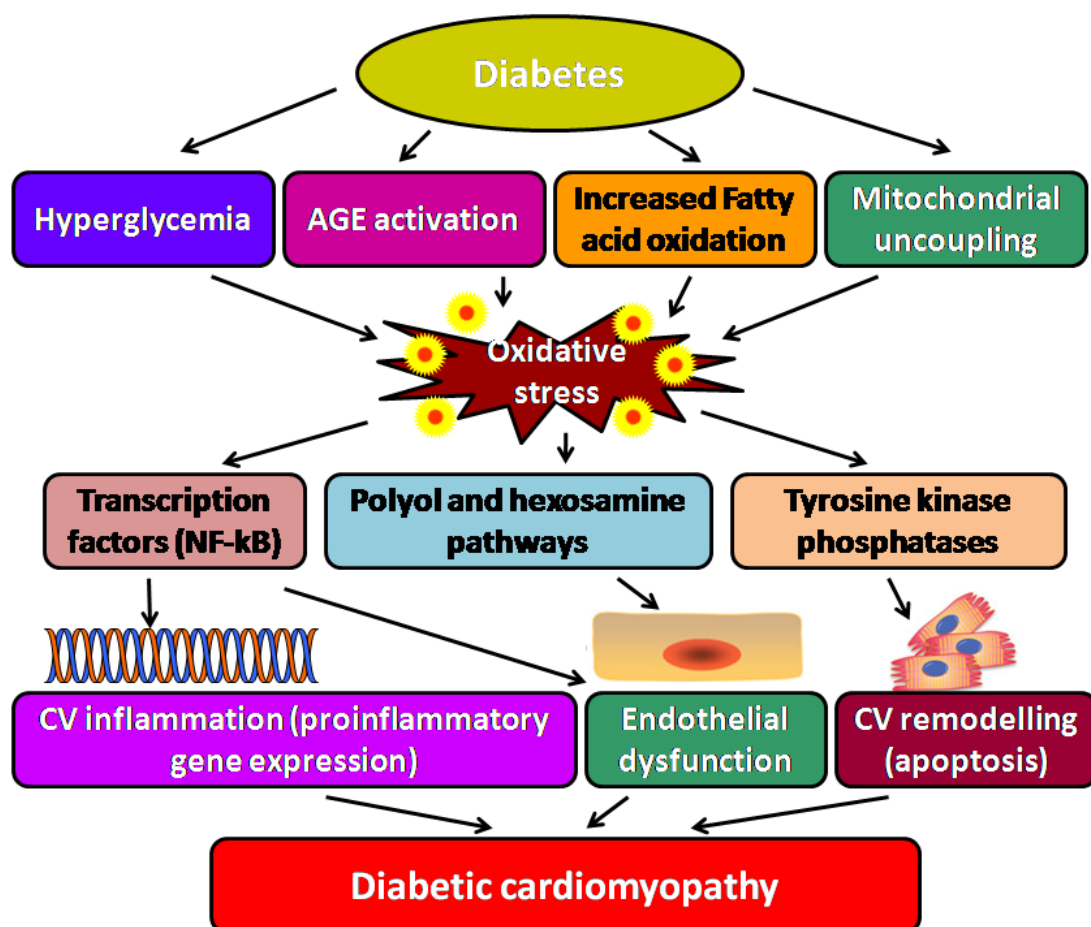 Diabetes
Hyperglycemia
AGE activation
Increased Fatty
acid oxidation
Mitochondrial
uncoupling
Oxidative
stress
Transcription
factors (NF-kB)
Polyol and hexosamine
pathways
Tyrosine kinase
phosphatases
CV inflammation (proinflammatory
gene expression)
Endothelial
dysfunction
CV remodelling
(apoptosis)
Diabetic cardiomyopathy